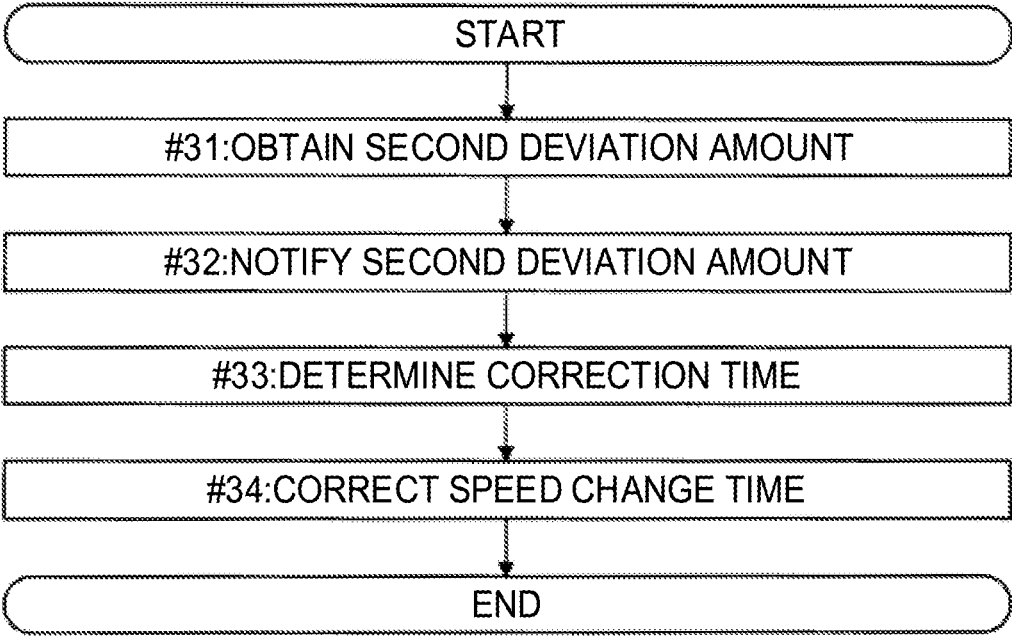 START
#31:OBTAIN SECOND DEVIATION AMOUNT
#32:NOTIFY SECOND DEVIATION AMOUNT
#33:DETERMINE CORRECTION TIME
#34:CORRECT SPEED CHANGE TIME
END